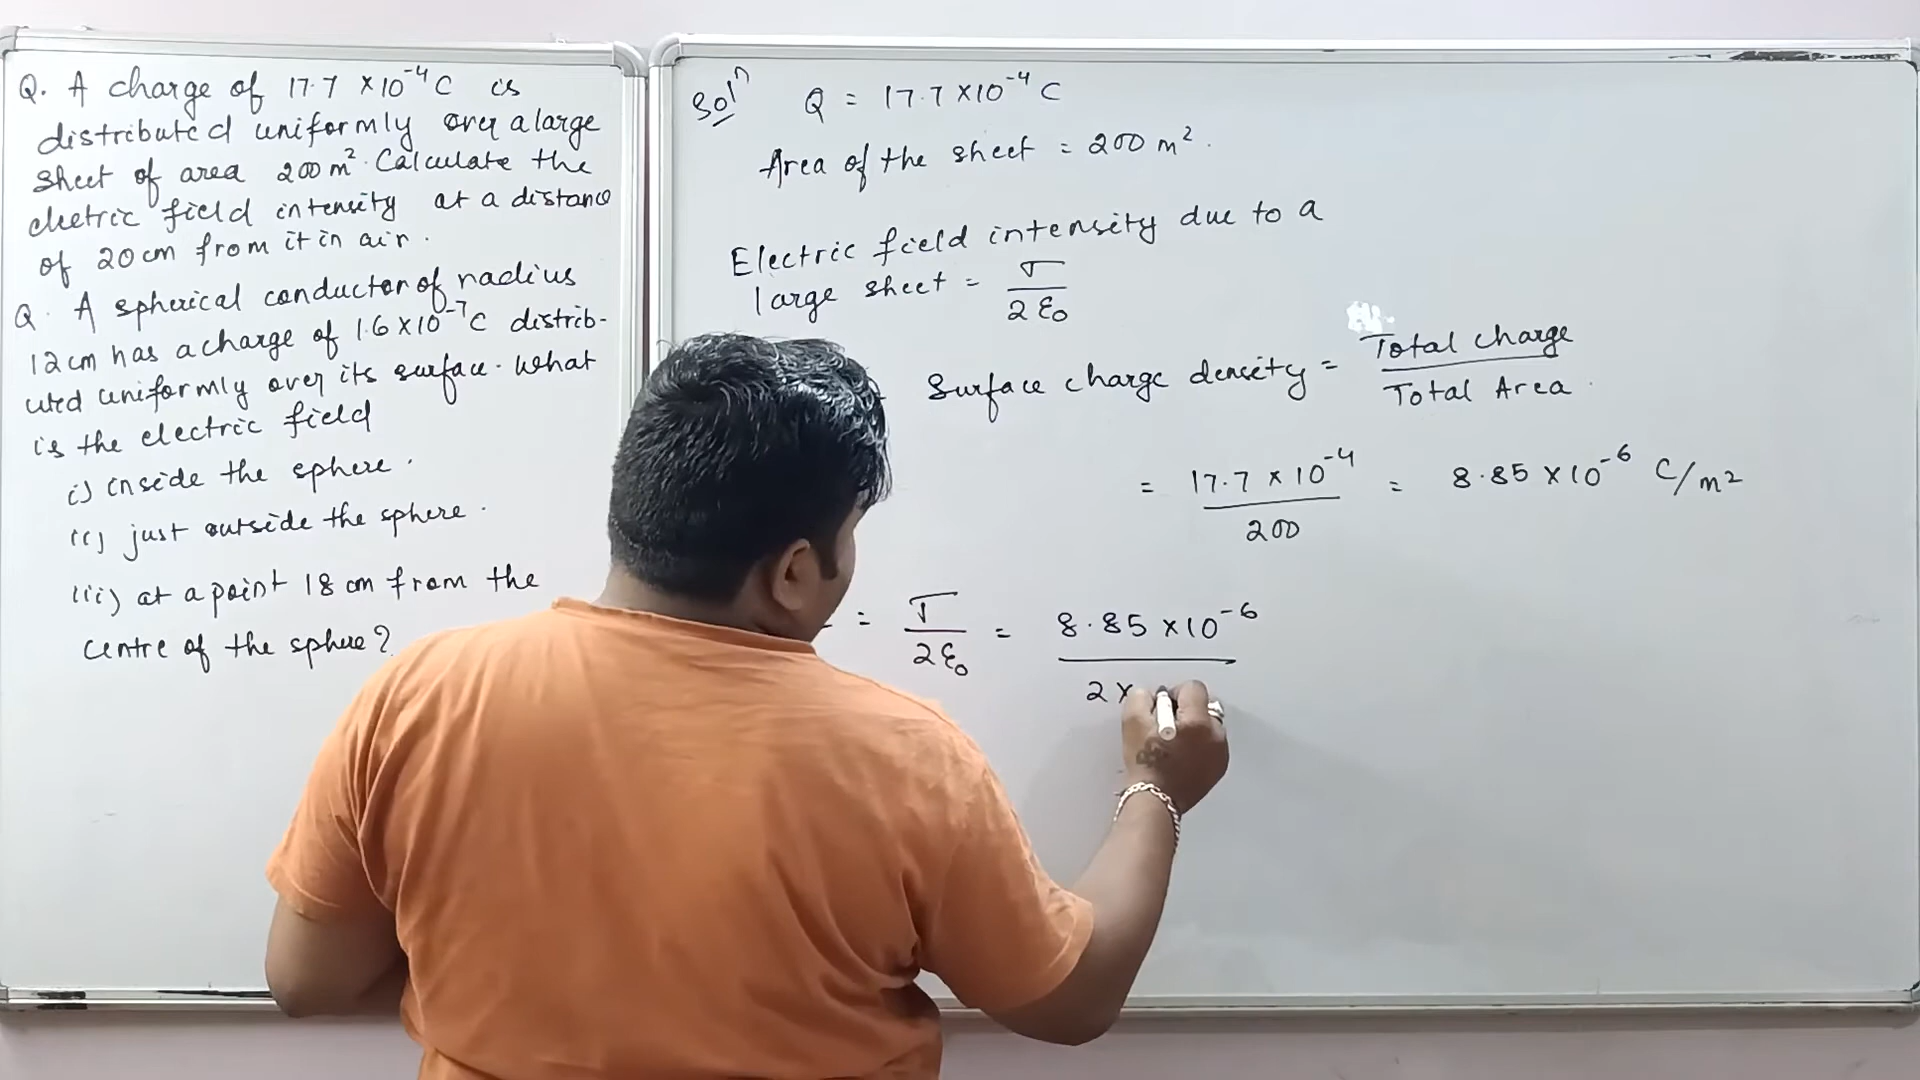 Q. A charge of 17.7 ×10⁻⁴ C is
distributed uniformly over a large
sheet of area 200 m². Calculate the
electric field intensity at a distance
of 20 cm from it in air.
Q. A spherical conductor of radius
12 cm has a charge of 1.6 ×10⁻⁷ C distrib-
uted uniformly over its surface. What
is the electric field
i) inside the sphere.
ii) just outside the sphere.
iii) at a point 18 cm from the
centre of the sphere?
Solⁿ Q = 17.7 ×10⁻⁴ C
Area of the sheet = 200 m².
Electric field intensity due to a
large sheet = σ / 2ε₀
Surface charge density = Total charge / Total Area
= 17.7 × 10⁻⁴ / 200 = 8.85 ×10⁻⁶ C/m²
= σ / 2ε₀ = 8.85 ×10⁻⁶ / 2×